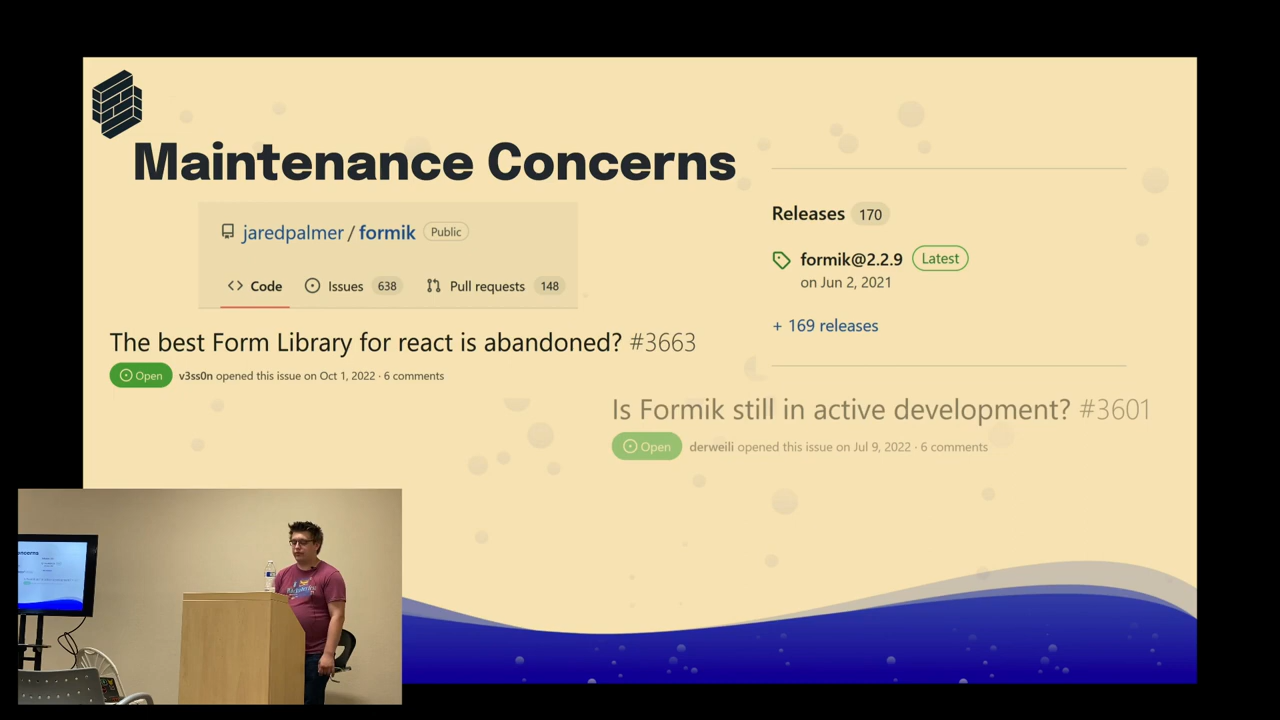 Maintenance Concerns
jaredpalmer / formik Public
Code Issues 638 Pull requests 148
The best Form Library for react is abandoned? #3663
Open v3ss0n opened this issue on Oct 1, 2022 · 6 comments
Releases 170
formik@2.2.9 Latest
on Jun 2, 2021
+ 169 releases
Is Formik still in active development? #3601
Open derweili opened this issue on Jul 9, 2022 · 6 comments
oncerns